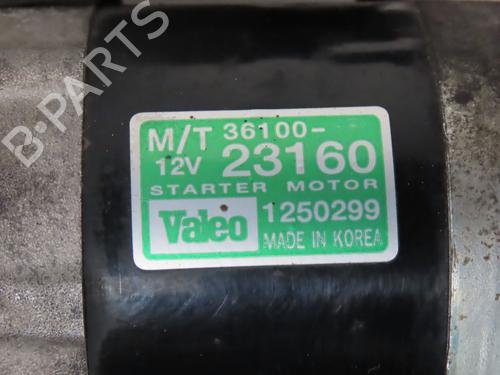 B-PARTS
M/T 36100-
12V 23160
STARTER MOTOR
Valeo 1250299
MADE IN KOREA